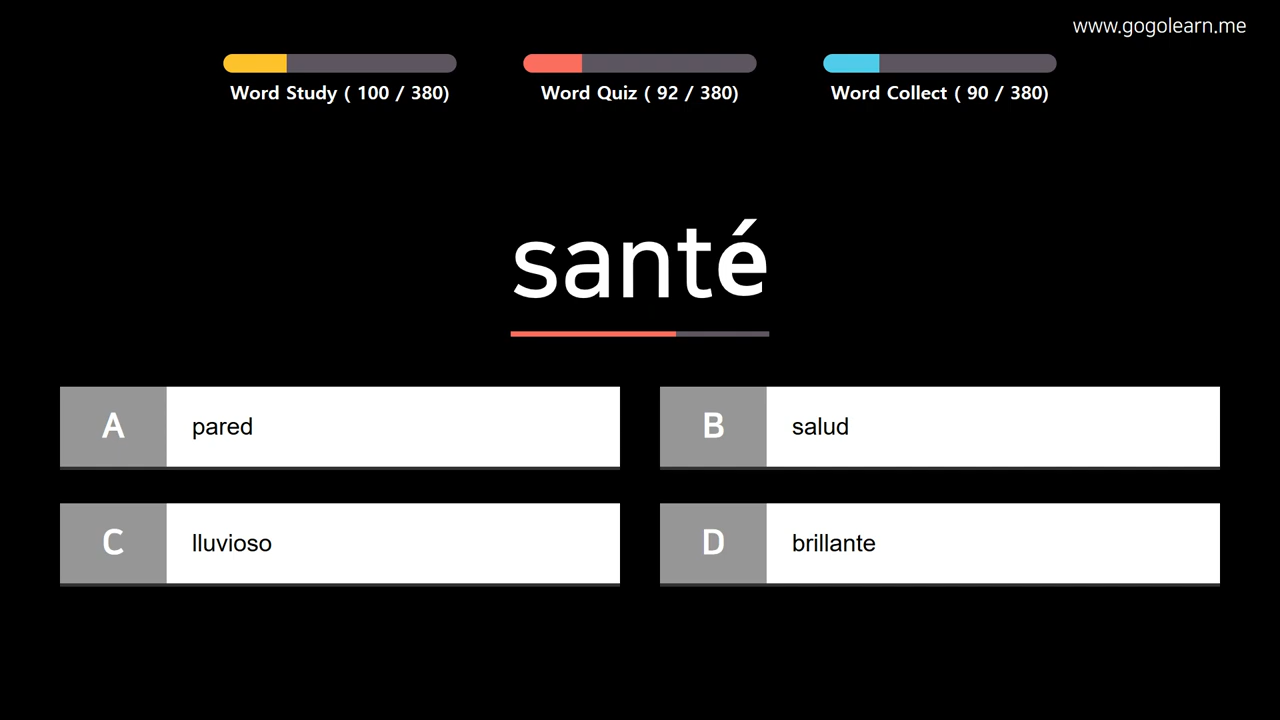 www.gogolearn.me
Word Study ( 100 / 380)
Word Quiz ( 92 / 380)
Word Collect ( 90 / 380)
santé
A pared
B salud
C lluvioso
D brillante